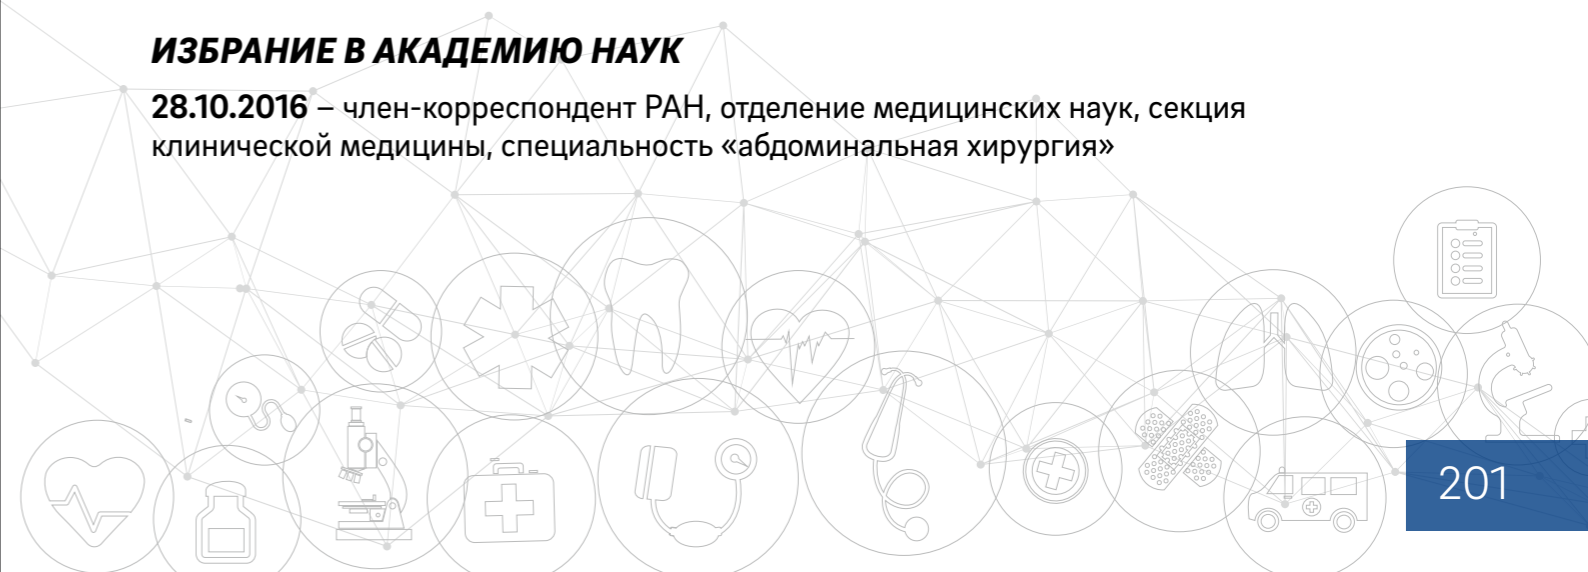 ИЗБРАНИЕ В АКАДЕМИЮ НАУК
28.10.2016 – член-корреспондент РАН, отделение медицинских наук, секция
клинической медицины, специальность «абдоминальная хирургия»
201